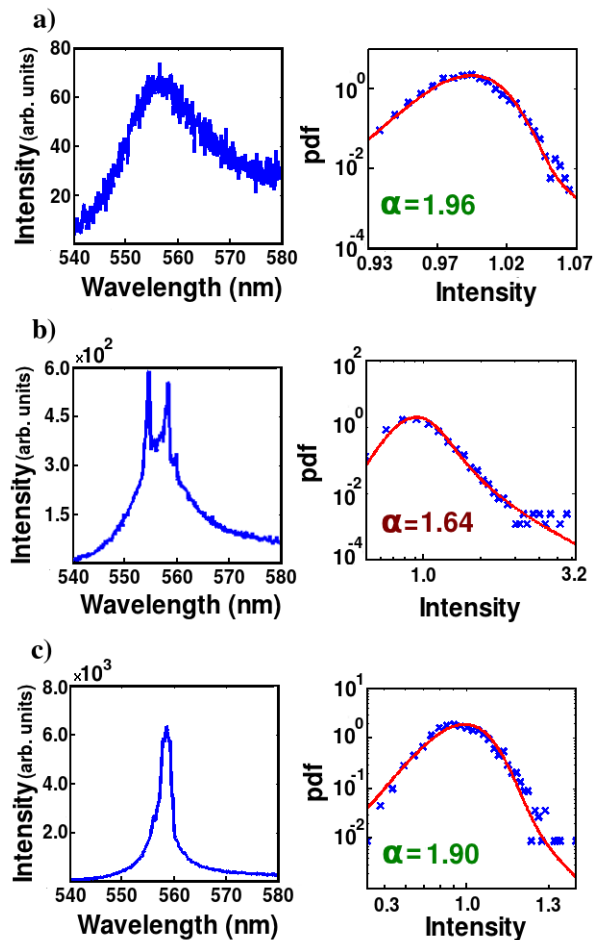 a)
80
60
40
20
540 550 560 570 580
Intensity (arb. units)
Wavelength (nm)
10^0
10^-2
10^-4
0.93 0.97 1.02 1.07
pdf
α=1.96
Intensity
b)
×10^2
6.0
4.5
3.0
1.5
540 550 560 570 580
Intensity (arb. units)
Wavelength (nm)
10^2
10^0
10^-2
10^-4
1.0 3.2
pdf
α=1.64
Intensity
c)
×10^3
8.0
6.0
4.0
2.0
540 550 560 570 580
Intensity (arb. units)
Wavelength (nm)
10^1
10^0
10^-1
10^-2
0.3 1.0 1.3
pdf
α=1.90
Intensity